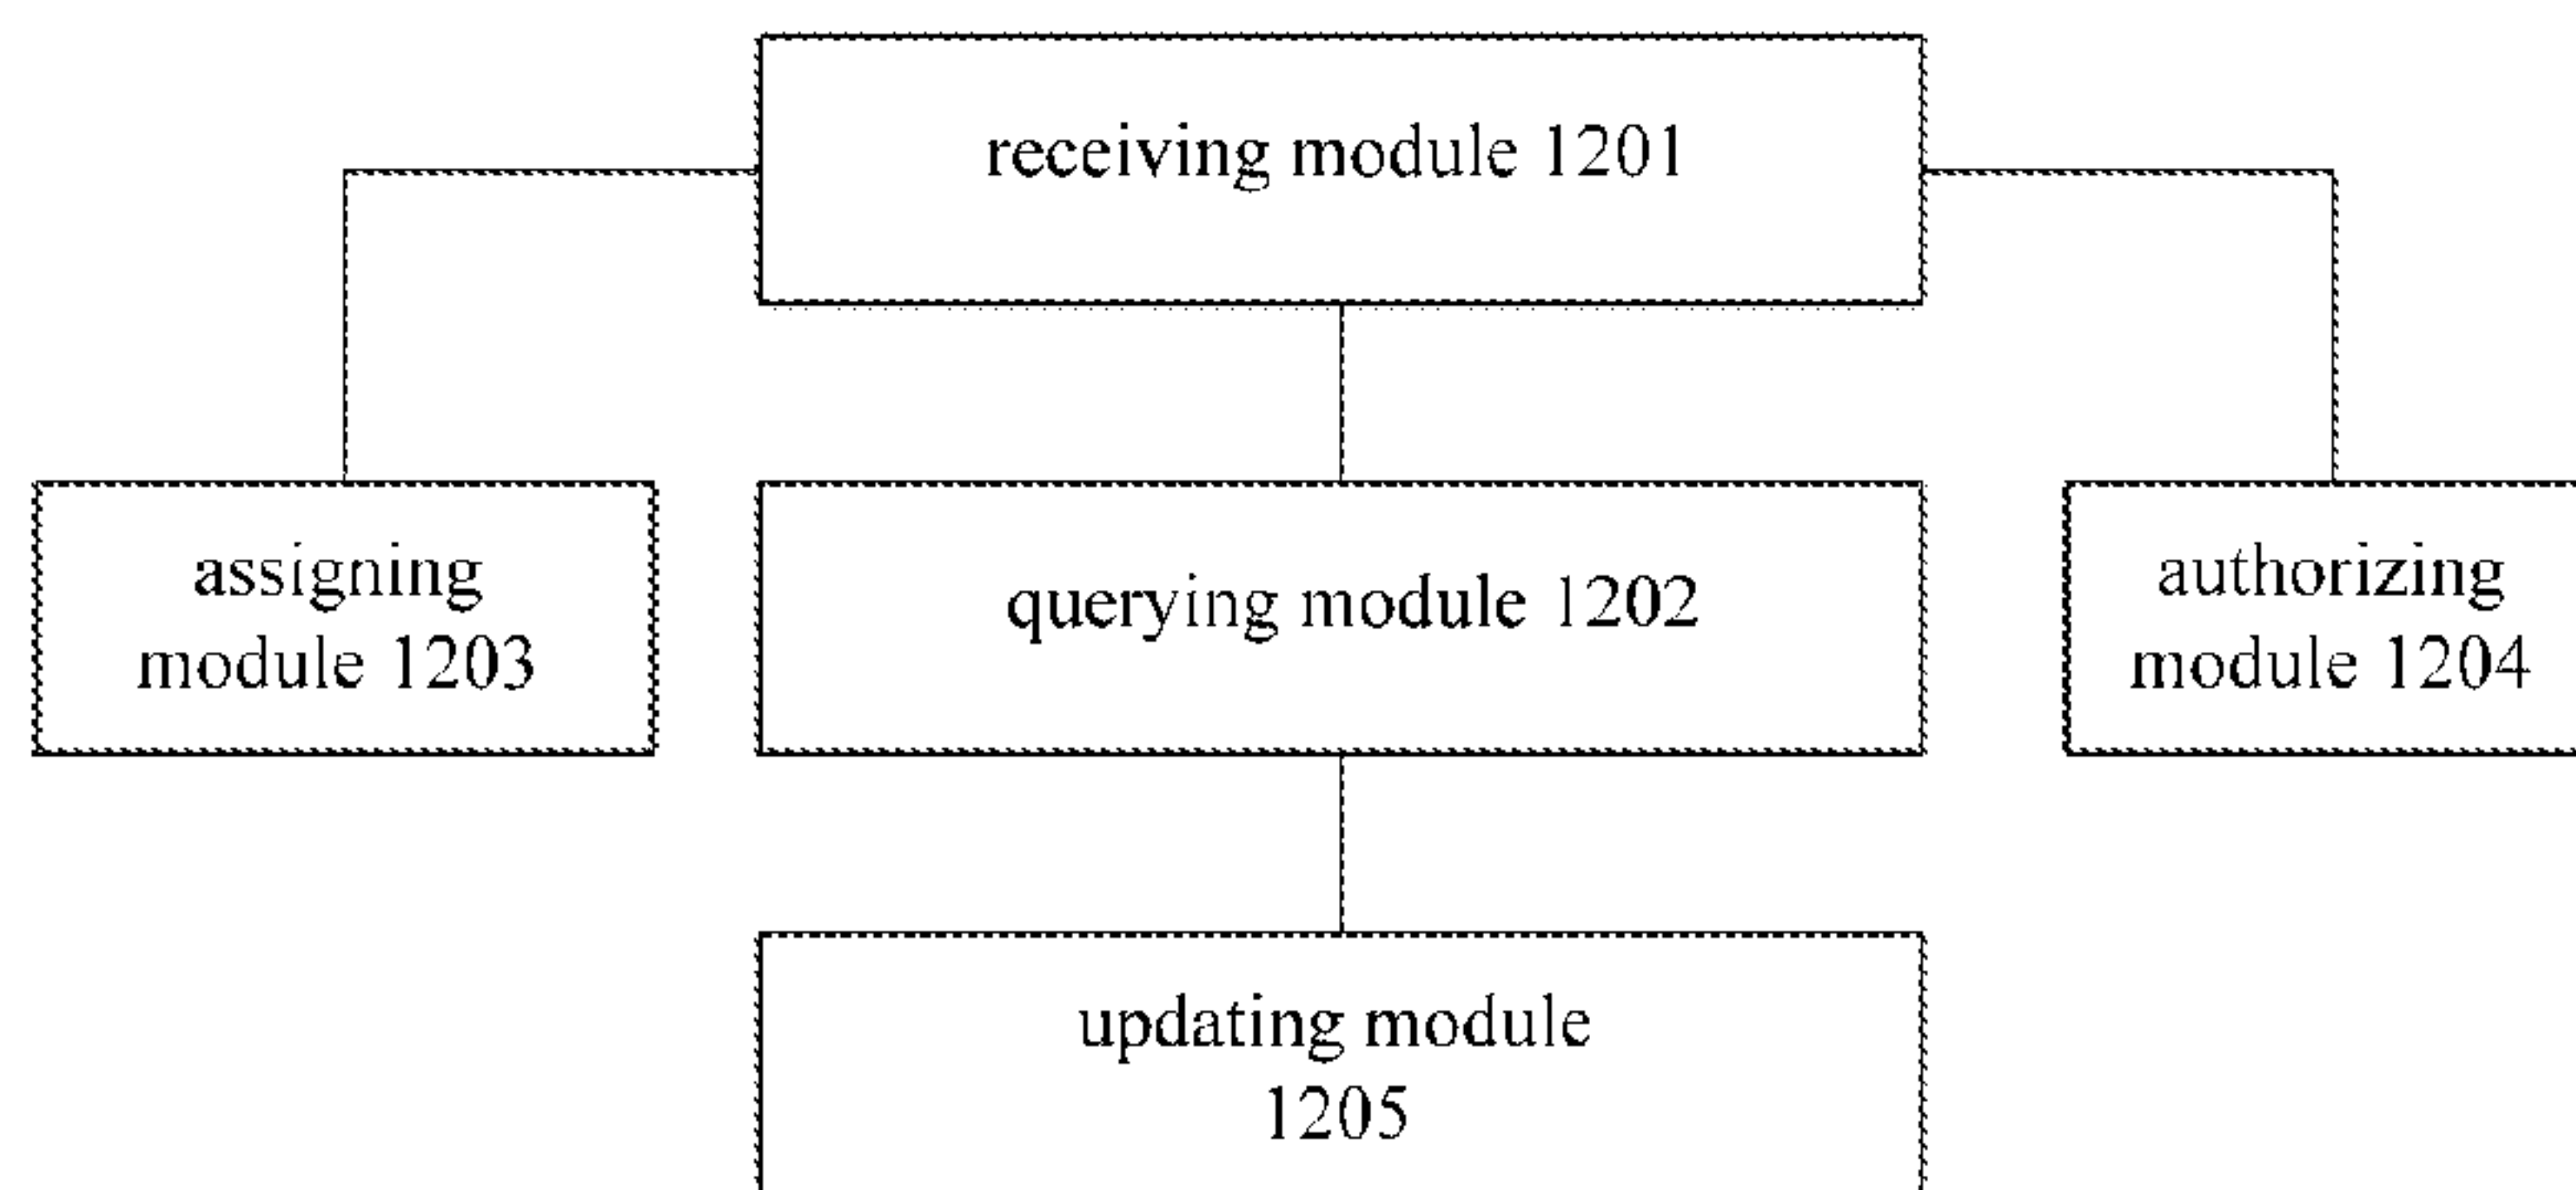 receiving module 1201
assigning
module 1203
querying module 1202
authorizing
module 1204
updating module
1205